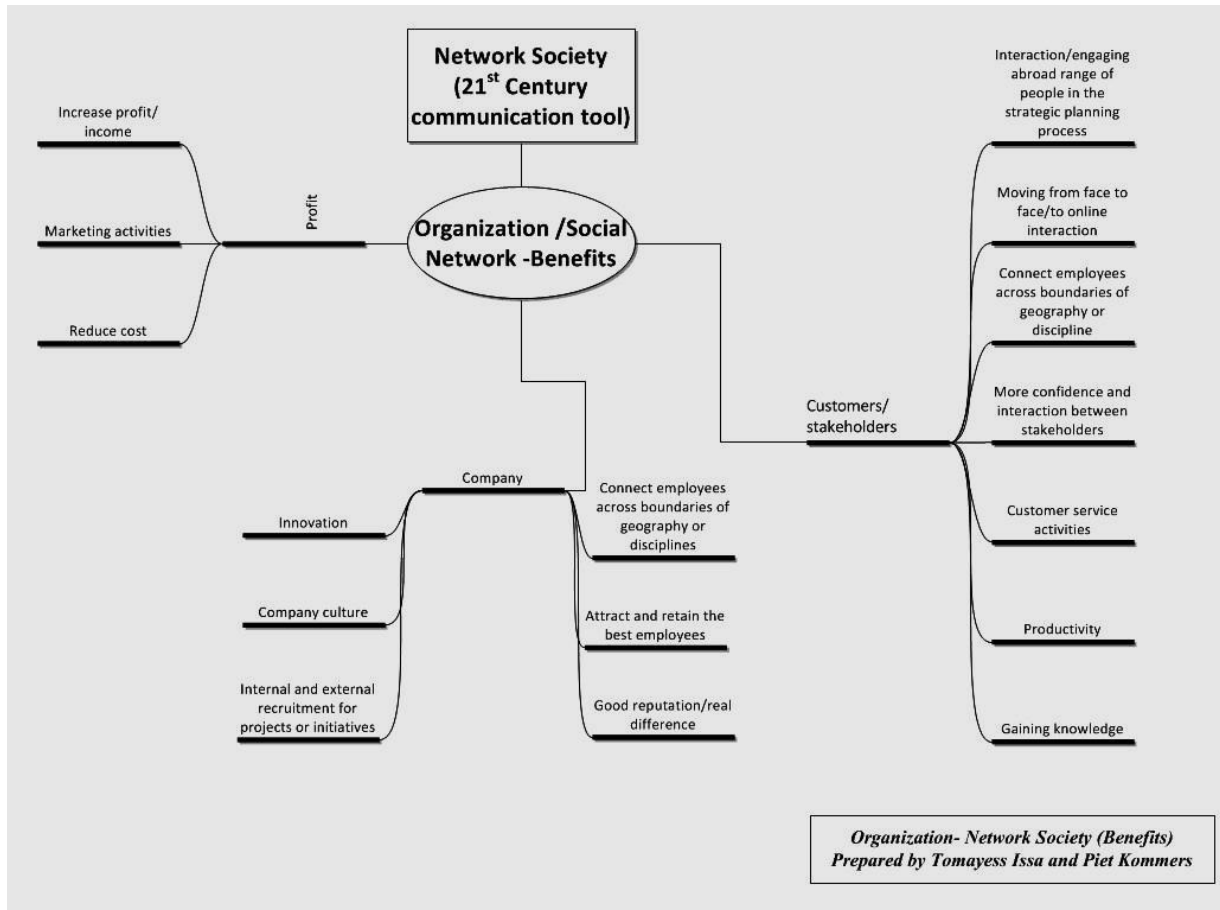 Network Society
(21st Century
communication tool)
Organization /Social
Network -Benefits
Profit
Increase profit/
income
Marketing activities
Reduce cost
Company
Innovation
Company culture
Internal and external
recruitment for
projects or initiatives
Connect employees
across boundaries of
geography or
disciplines
Attract and retain the
best employees
Good reputation/real
difference
Customers/
stakeholders
Interaction/engaging
abroad range of
people in the
strategic planning
process
Moving from face to
face/to online
interaction
Connect employees
across boundaries of
geography or
discipline
More confidence and
interaction between
stakeholders
Customer service
activities
Productivity
Gaining knowledge
Organization- Network Society (Benefits)
Prepared by Tomayess Issa and Piet Kommers